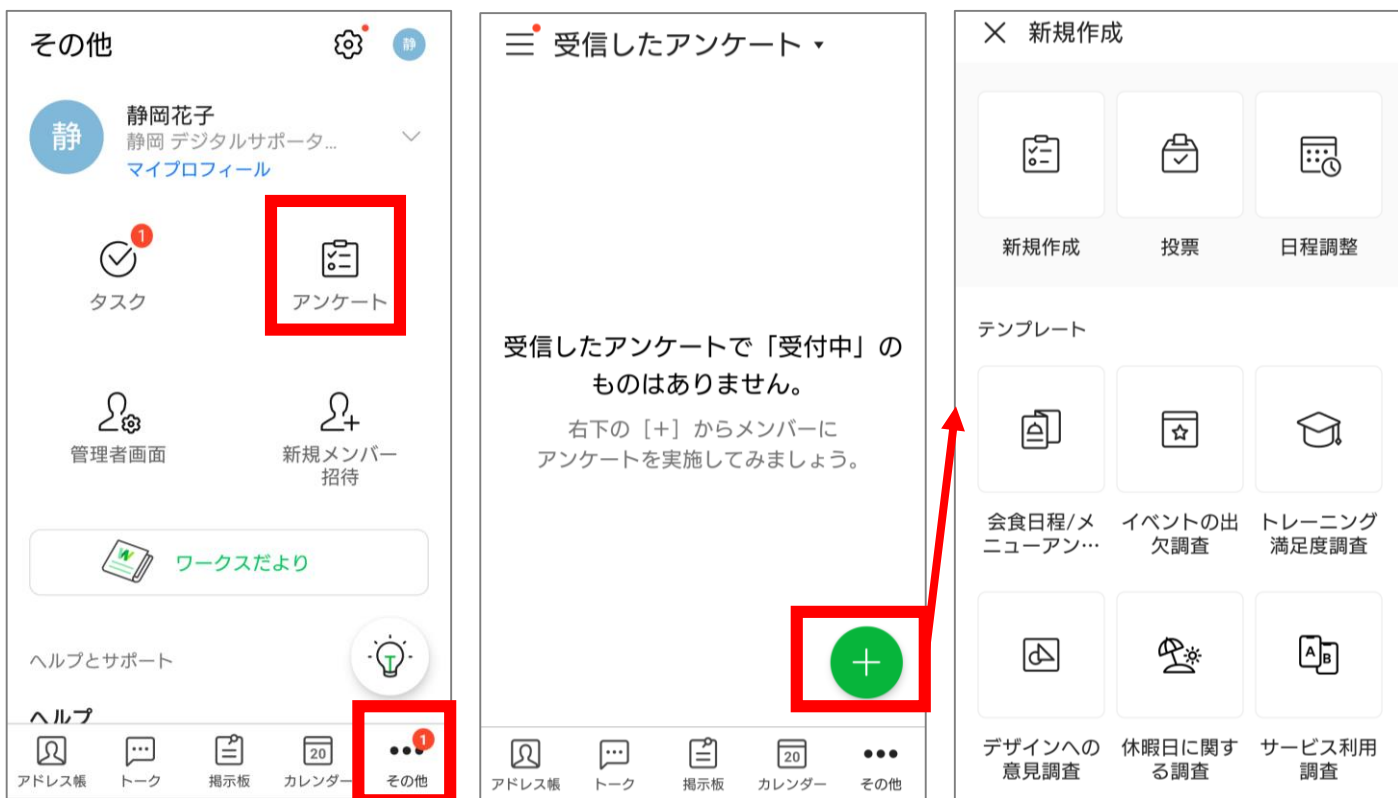 その他
静
静
静岡花子
静岡 デジタルサポータ...
マイプロフィール
1
タスク
アンケート
管理者画面
新規メンバー
招待
W
ワークスだより
T
ヘルプとサポート
ヘルプ
アドレス帳
トーク
掲示板
20
カレンダー
1
その他
受信したアンケート
受信したアンケートで「受付中」の
ものはありません。
右下の［+］からメンバーに
アンケートを実施してみましょう。
+
アドレス帳
トーク
掲示板
20
カレンダー
その他
新規作成
新規作成
投票
日程調整
テンプレート
会食日程/メ
ニューアン…
イベントの出
欠調査
トレーニング
満足度調査
A B
デザインへの
意見調査
休暇日に関す
る調査
サービス利用
調査